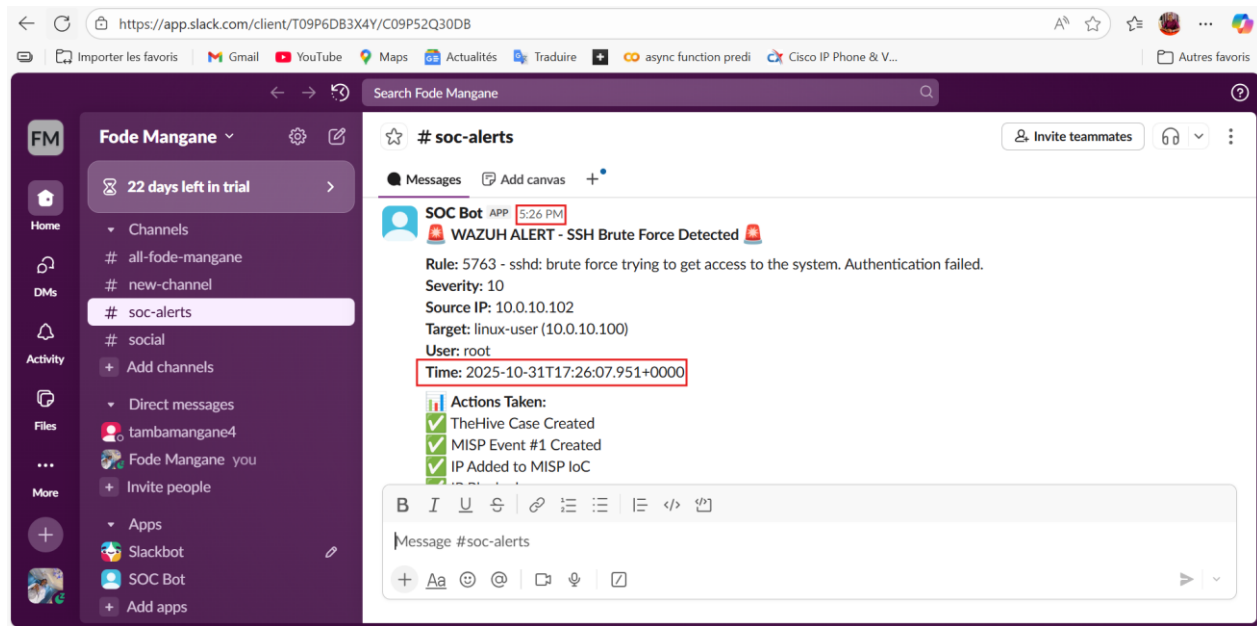 https://app.slack.com/client/T09P6DB3X4Y/C09P52Q30DB
Importer les favoris Gmail YouTube Maps Actualités Traduire async function predi Cisco IP Phone & V... Autres favoris
Search Fode Mangane
FM
Home
DMs
Activity
Files
More
Fode Mangane
22 days left in trial
Channels
# all-fode-mangane
# new-channel
# soc-alerts
# social
+ Add channels
Direct messages
tambamangane4
Fode Mangane you
+ Invite people
Apps
Slackbot
SOC Bot
+ Add apps
# soc-alerts
Invite teammates
Messages Add canvas +
SOC Bot APP 5:26 PM
🚨 WAZUH ALERT - SSH Brute Force Detected 🚨
Rule: 5763 - sshd: brute force trying to get access to the system. Authentication failed.
Severity: 10
Source IP: 10.0.10.102
Target: linux-user (10.0.10.100)
User: root
Time: 2025-10-31T17:26:07.951+0000
📊 Actions Taken:
✅ TheHive Case Created
✅ MISP Event #1 Created
✅ IP Added to MISP IoC
B I U S
Message #soc-alerts
+ Aa